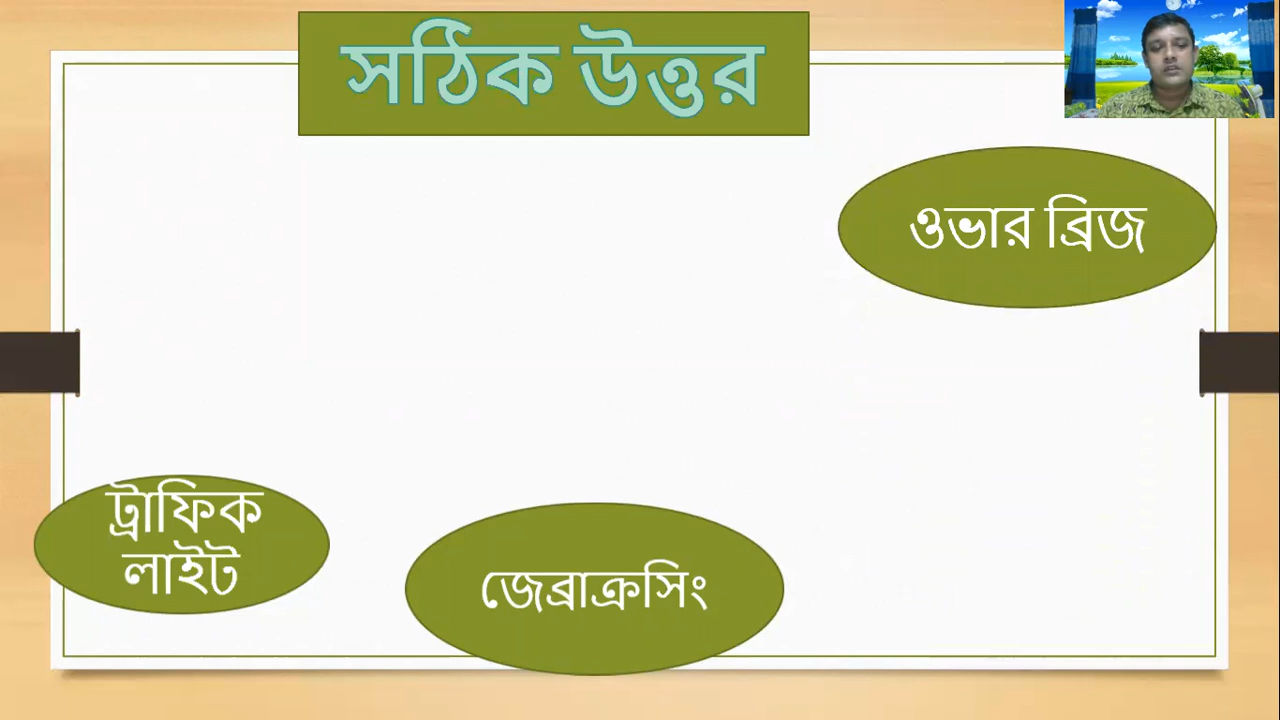 সঠিক উত্তর
ওভার ব্রিজ
ট্রাফিক
লাইট
জেব্রাক্রসিং